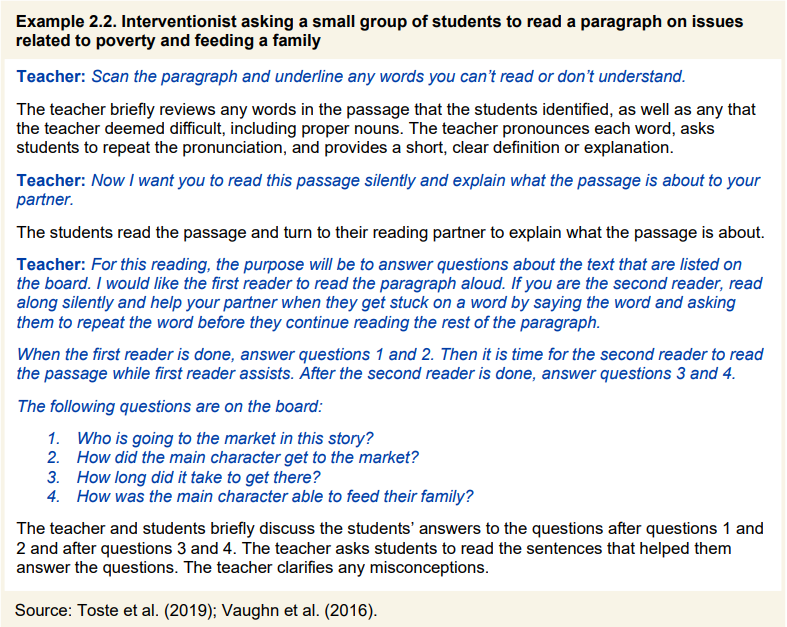 Example 2.2. Interventionist asking a small group of students to read a paragraph on issues
related to poverty and feeding a family
Teacher: Scan the paragraph and underline any words you can’t read or don’t understand.
The teacher briefly reviews any words in the passage that the students identified, as well as any that
the teacher deemed difficult, including proper nouns. The teacher pronounces each word, asks
students to repeat the pronunciation, and provides a short, clear definition or explanation.
Teacher: Now I want you to read this passage silently and explain what the passage is about to your
partner.
The students read the passage and turn to their reading partner to explain what the passage is about.
Teacher: For this reading, the purpose will be to answer questions about the text that are listed on
the board. I would like the first reader to read the paragraph aloud. If you are the second reader, read
along silently and help your partner when they get stuck on a word by saying the word and asking
them to repeat the word before they continue reading the rest of the paragraph.
When the first reader is done, answer questions 1 and 2. Then it is time for the second reader to read
the passage while first reader assists. After the second reader is done, answer questions 3 and 4.
The following questions are on the board:
1. Who is going to the market in this story?
2. How did the main character get to the market?
3. How long did it take to get there?
4. How was the main character able to feed their family?
The teacher and students briefly discuss the students’ answers to the questions after questions 1 and
2 and after questions 3 and 4. The teacher asks students to read the sentences that helped them
answer the questions. The teacher clarifies any misconceptions.
Source: Toste et al. (2019); Vaughn et al. (2016).